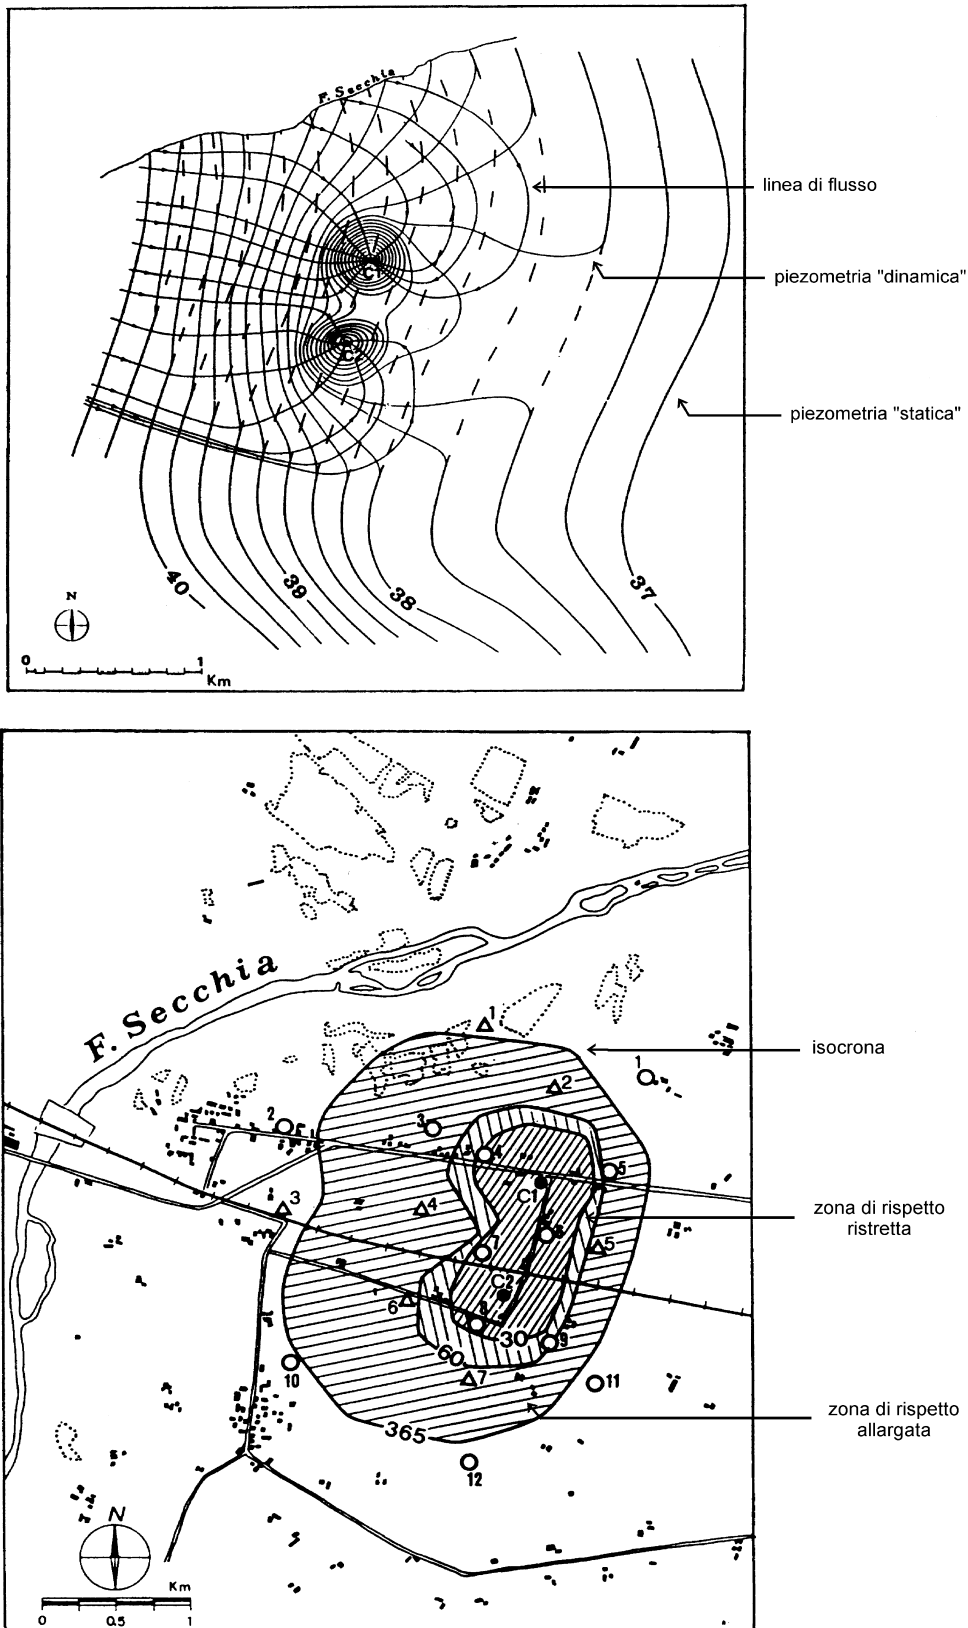 F. Secchia
linea di flusso
C1
piezometria "dinamica"
C2
piezometria "statica"
40
39
38
37
N
0 1
Km
F. Secchia
1
isocrona
2
1
2
3
4
5
C1
3
4
zona di rispetto
ristretta
6
5
7
C2
6
8
30
9
60
7
10
11
365
zona di rispetto
allargata
12
N
Km
0 0.5 1